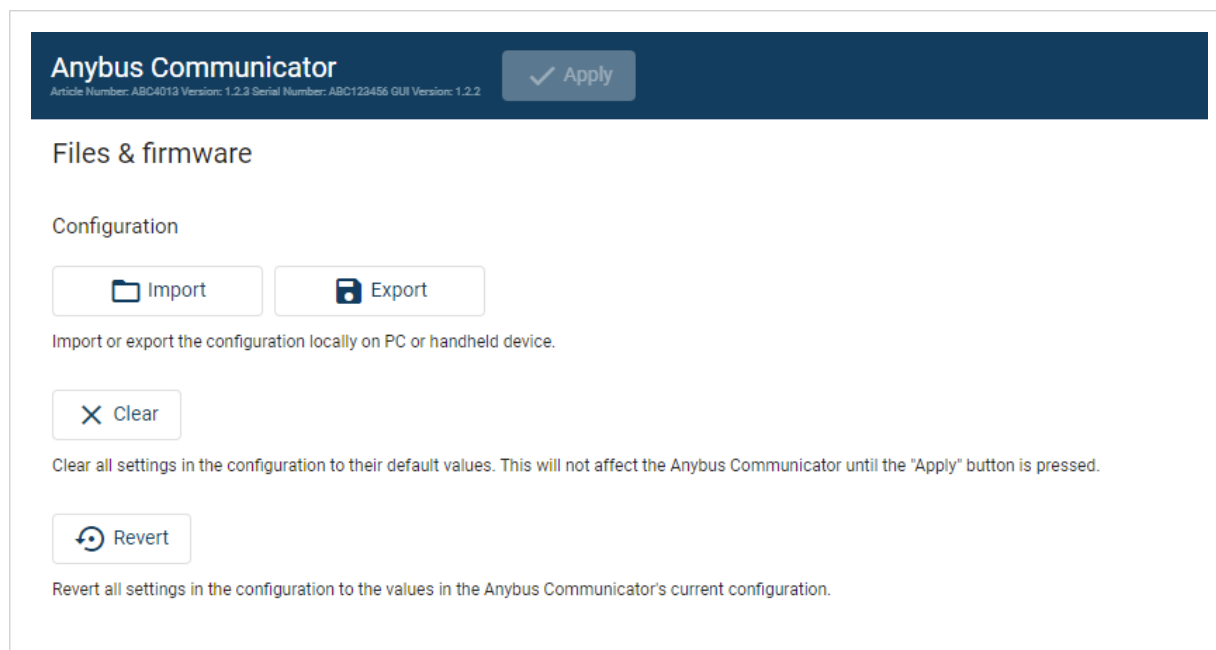 Anybus Communicator
Apply
Article Number: ABC4013 Version: 1.2.3 Serial Number: ABC123456 GUI Version: 1.2.2
Files & firmware
Configuration
Import
Export
Import or export the configuration locally on PC or handheld device.
Clear
Clear all settings in the configuration to their default values. This will not affect the Anybus Communicator until the "Apply" button is pressed.
Revert
Revert all settings in the configuration to the values in the Anybus Communicator's current configuration.